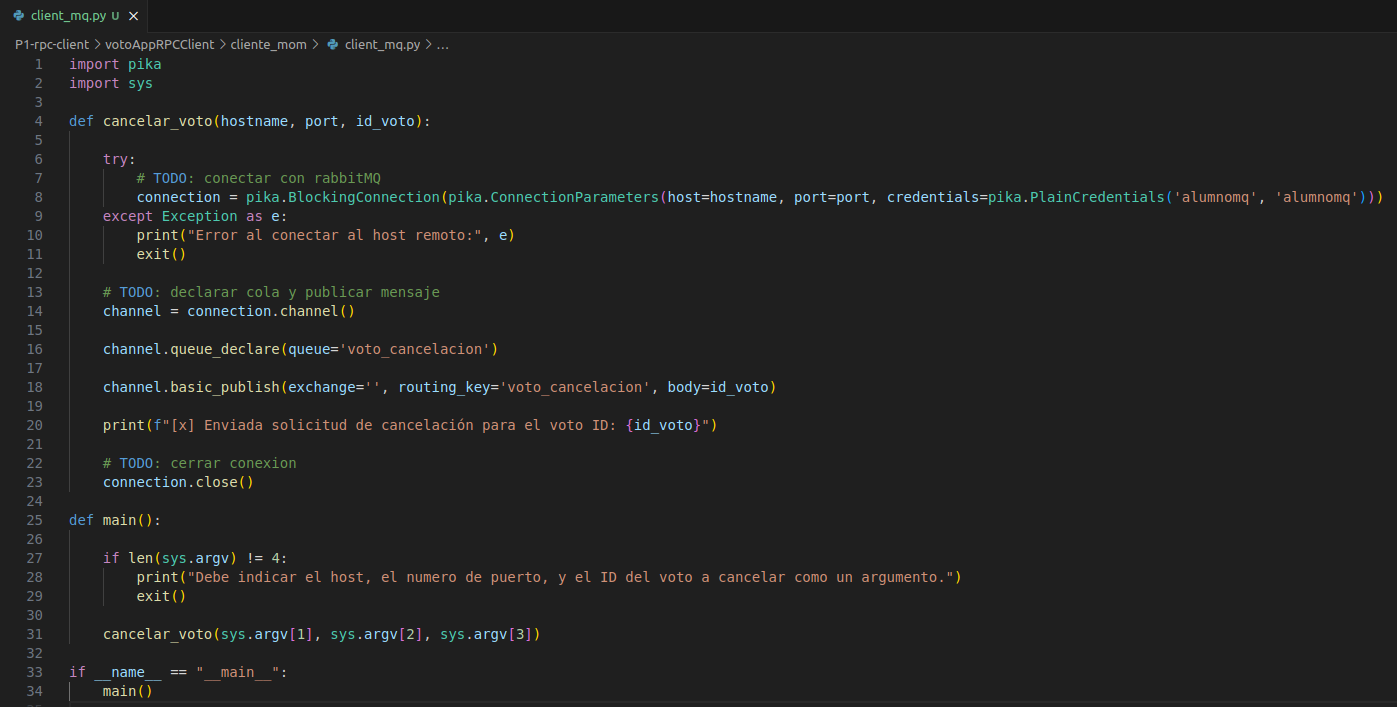 client_mq.py U ×
P1-rpc-client > votoAppRPCClient > cliente_mom > client_mq.py > ...
1 import pika
2 import sys
3
4 def cancelar_voto(hostname, port, id_voto):
5
6     try:
7         # TODO: conectar con rabbitMQ
8         connection = pika.BlockingConnection(pika.ConnectionParameters(host=hostname, port=port, credentials=pika.PlainCredentials('alumnomq', 'alumnomq')))
9     except Exception as e:
10         print("Error al conectar al host remoto:", e)
11         exit()
12
13     # TODO: declarar cola y publicar mensaje
14     channel = connection.channel()
15
16     channel.queue_declare(queue='voto_cancelacion')
17
18     channel.basic_publish(exchange='', routing_key='voto_cancelacion', body=id_voto)
19
20     print(f"[x] Enviada solicitud de cancelación para el voto ID: {id_voto}")
21
22     # TODO: cerrar conexion
23     connection.close()
24
25 def main():
26
27     if len(sys.argv) != 4:
28         print("Debe indicar el host, el numero de puerto, y el ID del voto a cancelar como un argumento.")
29         exit()
30
31     cancelar_voto(sys.argv[1], sys.argv[2], sys.argv[3])
32
33 if __name__ == "__main__":
34     main()